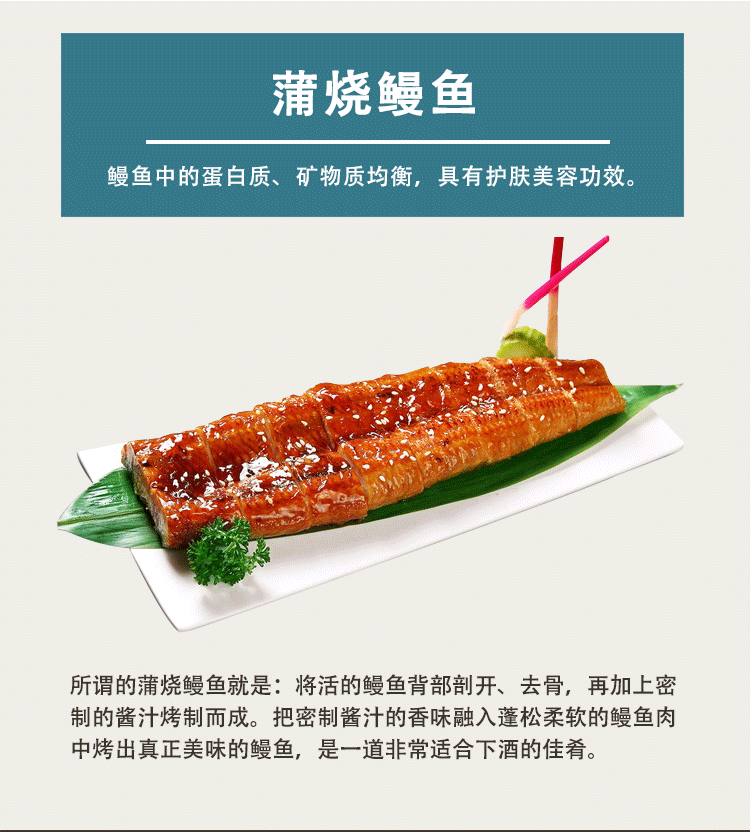 蒲烧鳗鱼
鳗鱼中的蛋白质、矿物质均衡，具有护肤美容功效。
所谓的蒲烧鳗鱼就是：将活的鳗鱼背部剖开、去骨，再加上密
制的酱汁烤制而成。把密制酱汁的香味融入蓬松柔软的鳗鱼肉
中烤出真正美味的鳗鱼，是一道非常适合下酒的佳肴。